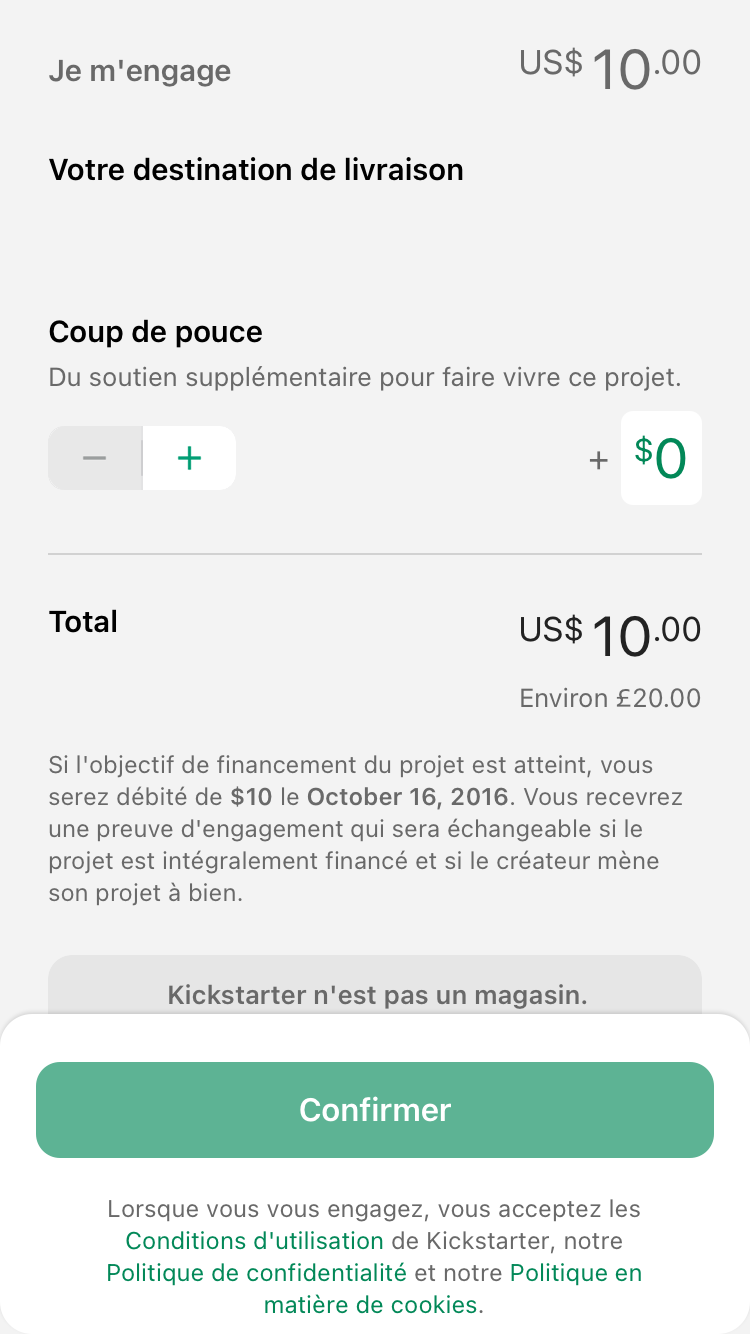 Je m'engage US$ 10.00
Votre destination de livraison
Coup de pouce
Du soutien supplémentaire pour faire vivre ce projet.
− + + $0
Total US$ 10.00
Environ £20.00
Si l'objectif de financement du projet est atteint, vous
serez débité de $10 le October 16, 2016. Vous recevrez
une preuve d'engagement qui sera échangeable si le
projet est intégralement financé et si le créateur mène
son projet à bien.
Kickstarter n'est pas un magasin.
Confirmer
Lorsque vous vous engagez, vous acceptez les
Conditions d'utilisation de Kickstarter, notre
Politique de confidentialité et notre Politique en
matière de cookies.